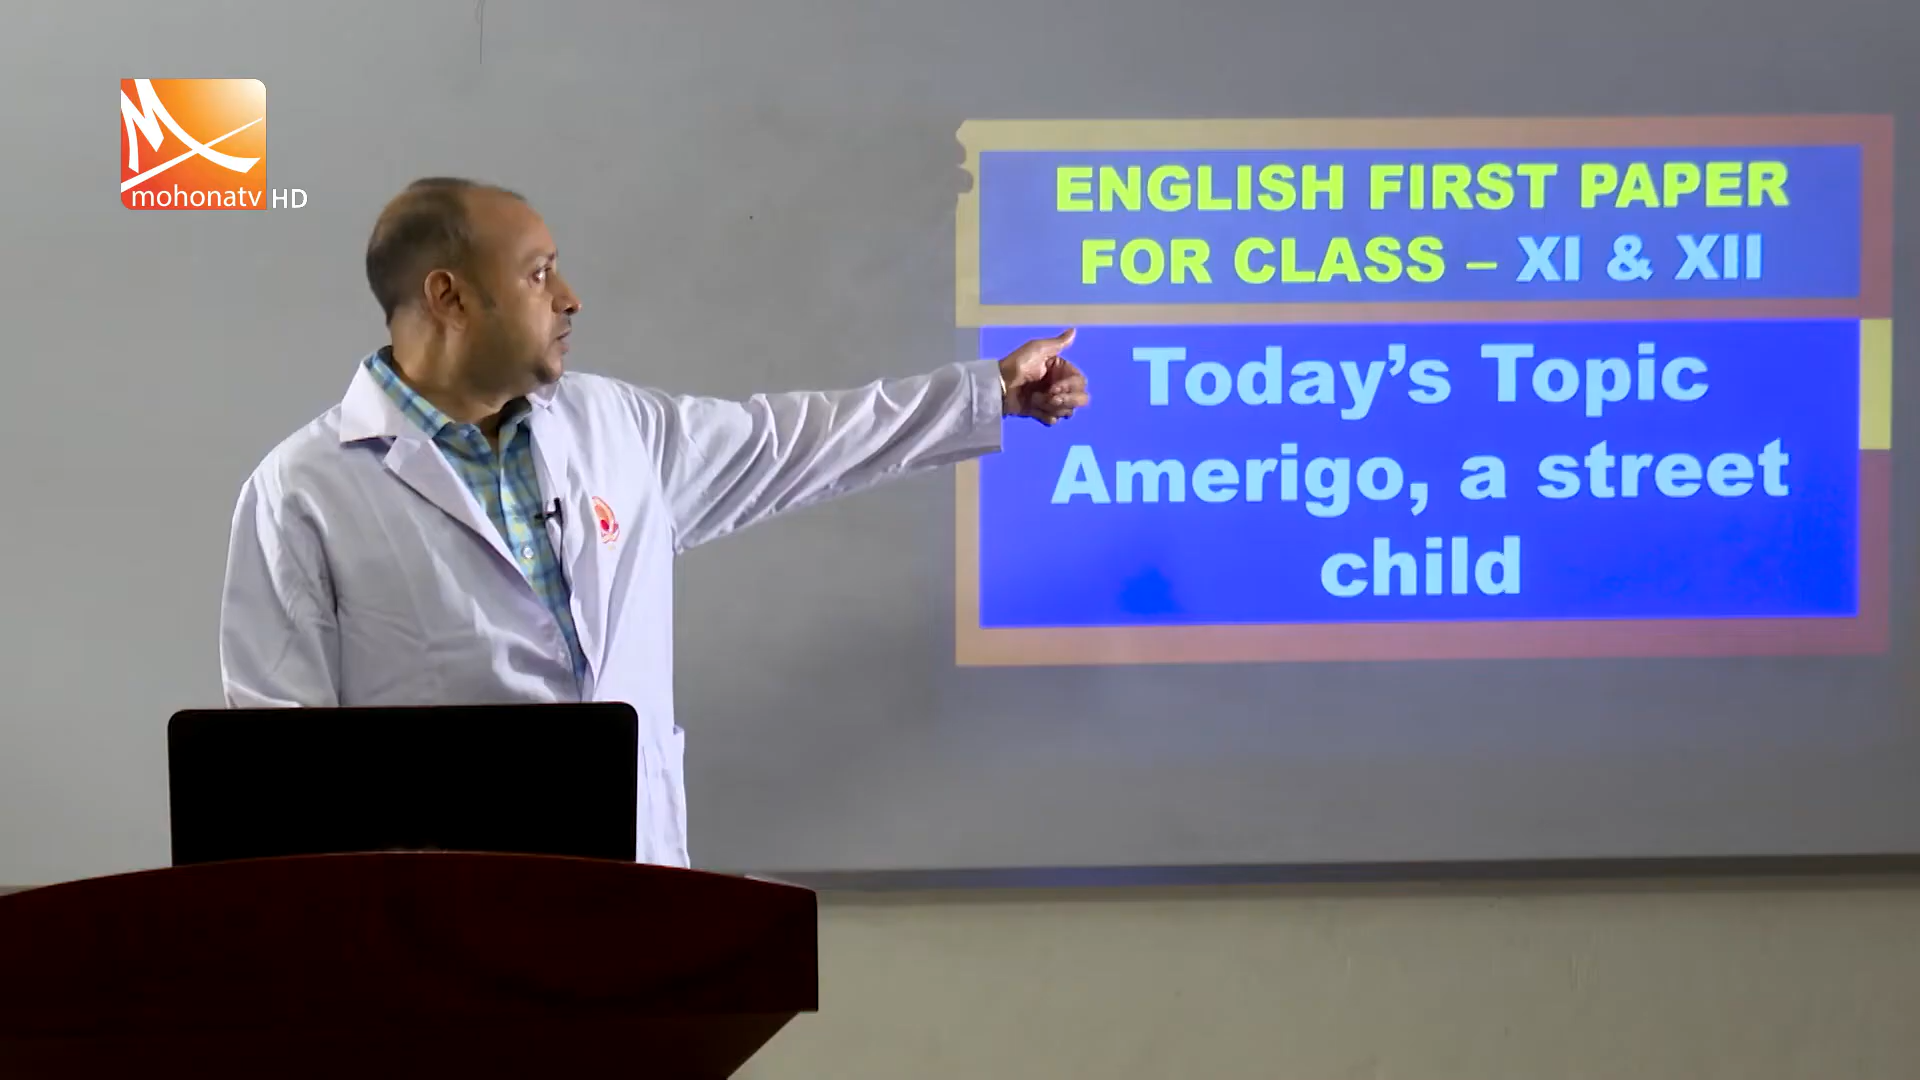 mohonatv HD
ENGLISH FIRST PAPER
FOR CLASS – XI & XII
Today’s Topic
Amerigo, a street
child